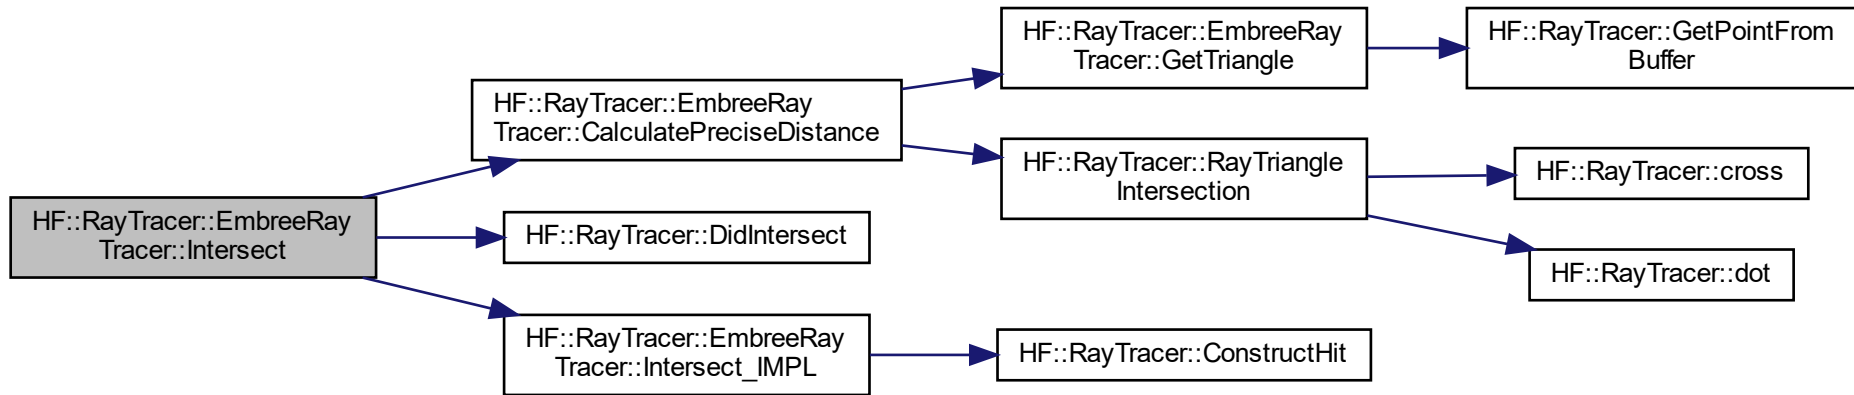 HF::RayTracer::EmbreeRay
Tracer::Intersect
HF::RayTracer::EmbreeRay
Tracer::CalculatePreciseDistance
HF::RayTracer::EmbreeRay
Tracer::GetTriangle
HF::RayTracer::GetPointFrom
Buffer
HF::RayTracer::RayTriangle
Intersection
HF::RayTracer::cross
HF::RayTracer::dot
HF::RayTracer::DidIntersect
HF::RayTracer::EmbreeRay
Tracer::Intersect_IMPL
HF::RayTracer::ConstructHit